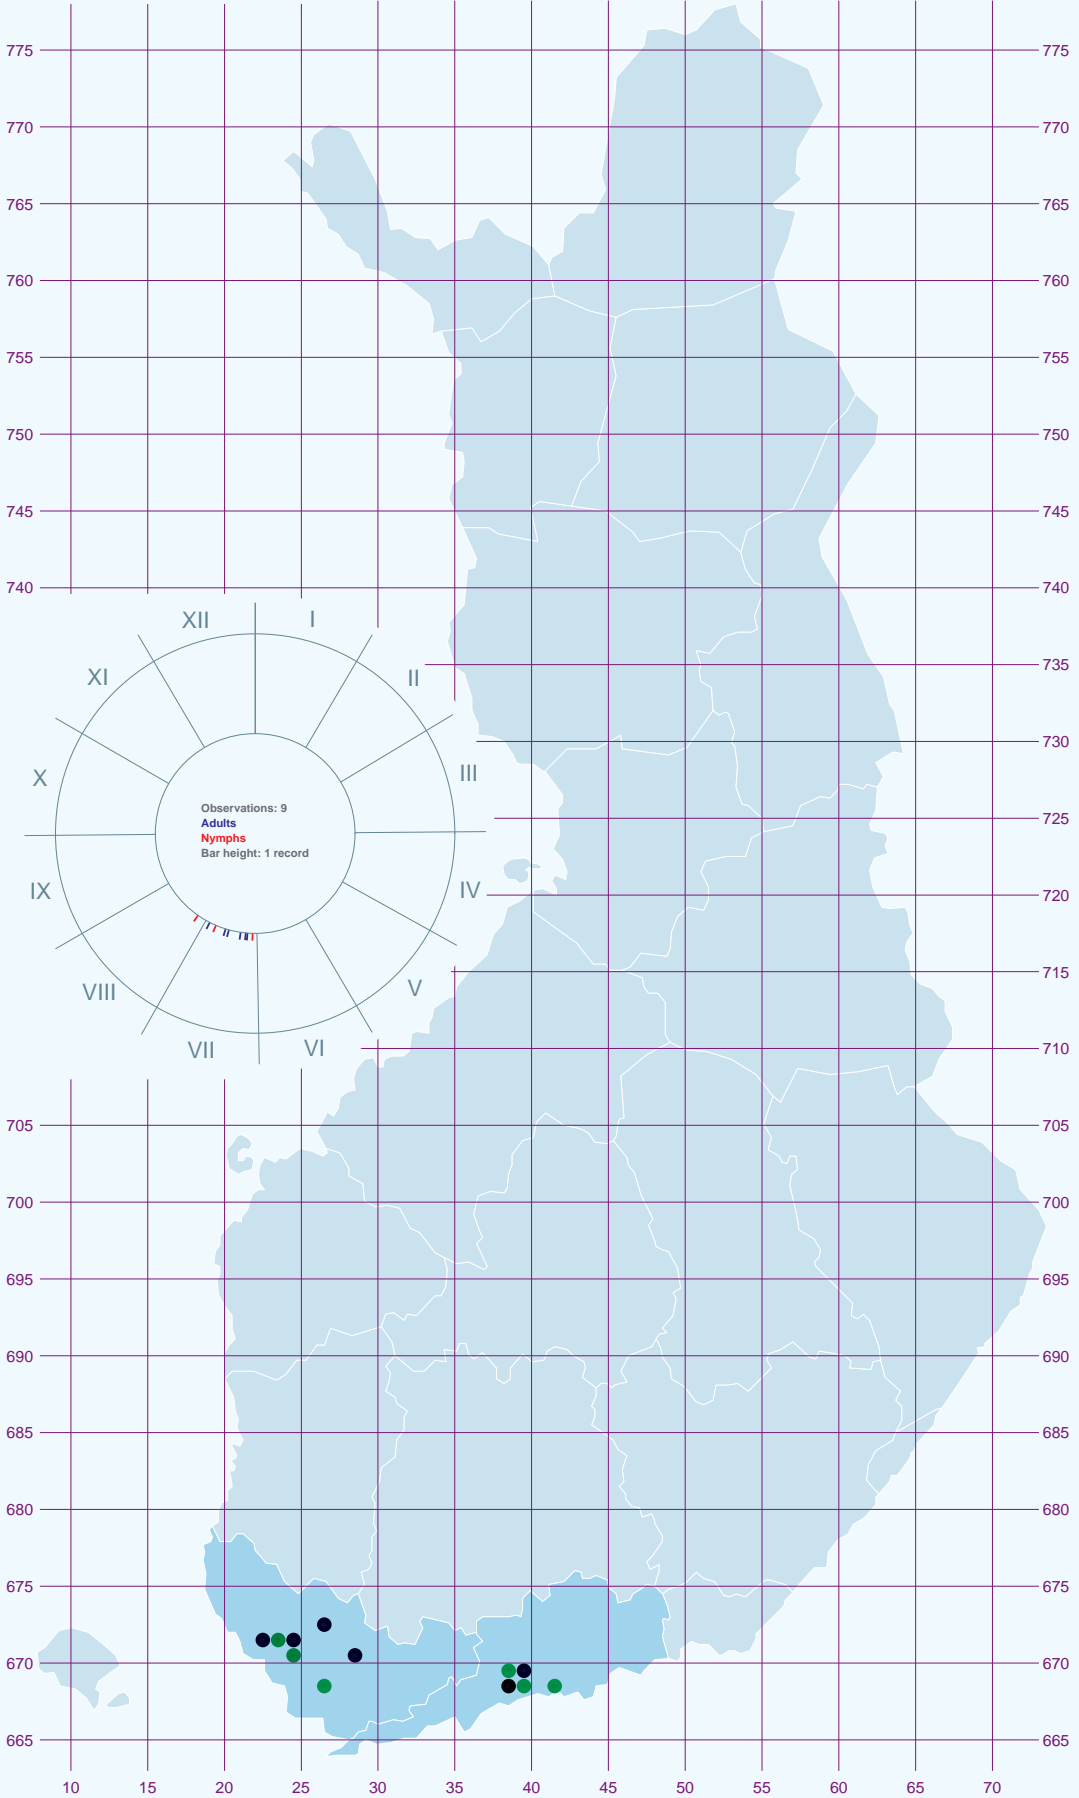 775 775
770 770
765 765
760 760
755 755
750 750
745 745
740 740
735
730
725
720
715
710
705 705
700 700
695 695
690 690
685 685
680 680
675 675
670 670
665 665
10 15 20 25 30 35 40 45 50 55 60 65 70
XII I
XI II
X III
IX IV
VIII V
VII VI
Observations: 9
Adults
Nymphs
Bar height: 1 record